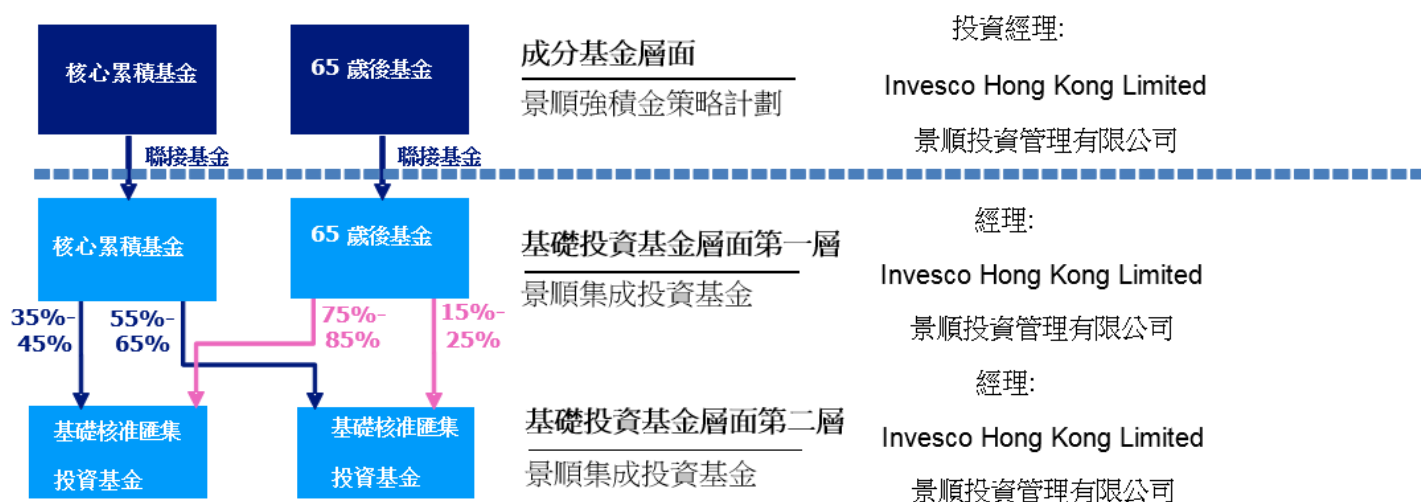 核心累積基金
65 歲後基金
成分基金層面
景順強積金策略計劃
投資經理:
Invesco Hong Kong Limited
景順投資管理有限公司
聯接基金
聯接基金
核心累積基金
65 歲後基金
基礎投資基金層面第一層
景順集成投資基金
經理:
Invesco Hong Kong Limited
景順投資管理有限公司
35%-
45%
55%-
65%
75%-
85%
15%-
25%
基礎核准匯集
投資基金
基礎核准匯集
投資基金
基礎投資基金層面第二層
景順集成投資基金
經理:
Invesco Hong Kong Limited
景順投資管理有限公司